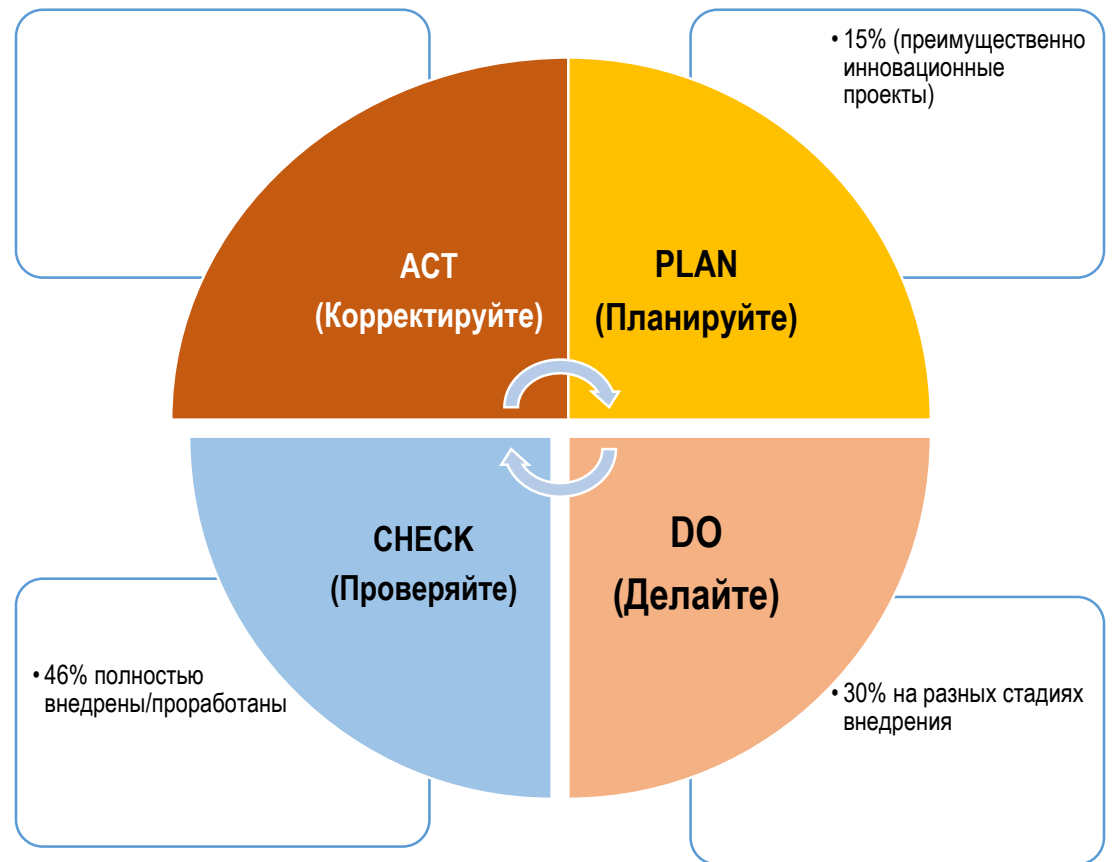 • 15% (преимущественно
инновационные
проекты)
ACT
(Корректируйте)
PLAN
(Планируйте)
CHECK
(Проверяйте)
DO
(Делайте)
• 46% полностью
внедрены/проработаны
• 30% на разных стадиях
внедрения